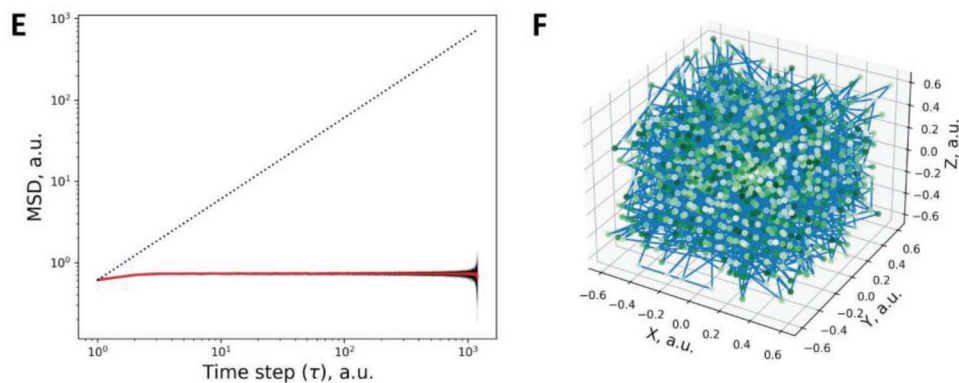 E
10³
10²
10¹
10⁰
MSD, a.u.
10⁰ 10¹ 10² 10³
Time step (τ), a.u.
F
0.6
0.4
0.2
0.0
−0.2
−0.4
−0.6
Z, a.u.
−0.6 −0.4 −0.2 0.0 0.2 0.4 0.6
X, a.u.
−0.6 −0.4 −0.2 0.0 0.2 0.4 0.6
Y, a.u.